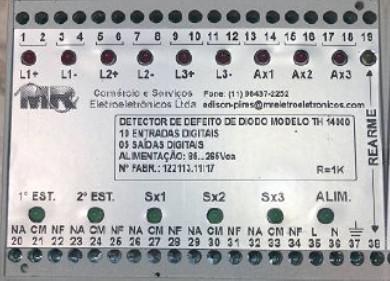 1 2 3 4 5 6 7 8 9 10 11 12 13 14 15 16 17 18 19
L1+ L1- L2+ L2- L3+ L3- Ax1 Ax2 Ax3
MR
Comércio e Serviços Fone: (11) 98437-2252
Eletroeletrônicos Ltda edison-pires@mreletroeletronicos.com
REARME
DETECTOR DE DEFEITO DE DIODO MODELO TH 14000
10 ENTRADAS DIGITAIS
05 SAÍDAS DIGITAIS
ALIMENTAÇÃO: 95...265Vca
Nº FABR.: 122113.11/17 R=1K
1º EST. 2º EST. Sx1 Sx2 Sx3 ALIM.
NA CM NF NA CM NF NA CM NF NA CM NF NA CM NF L N
20 21 22 23 24 25 26 27 28 29 30 31 32 33 34 35 36 37 38